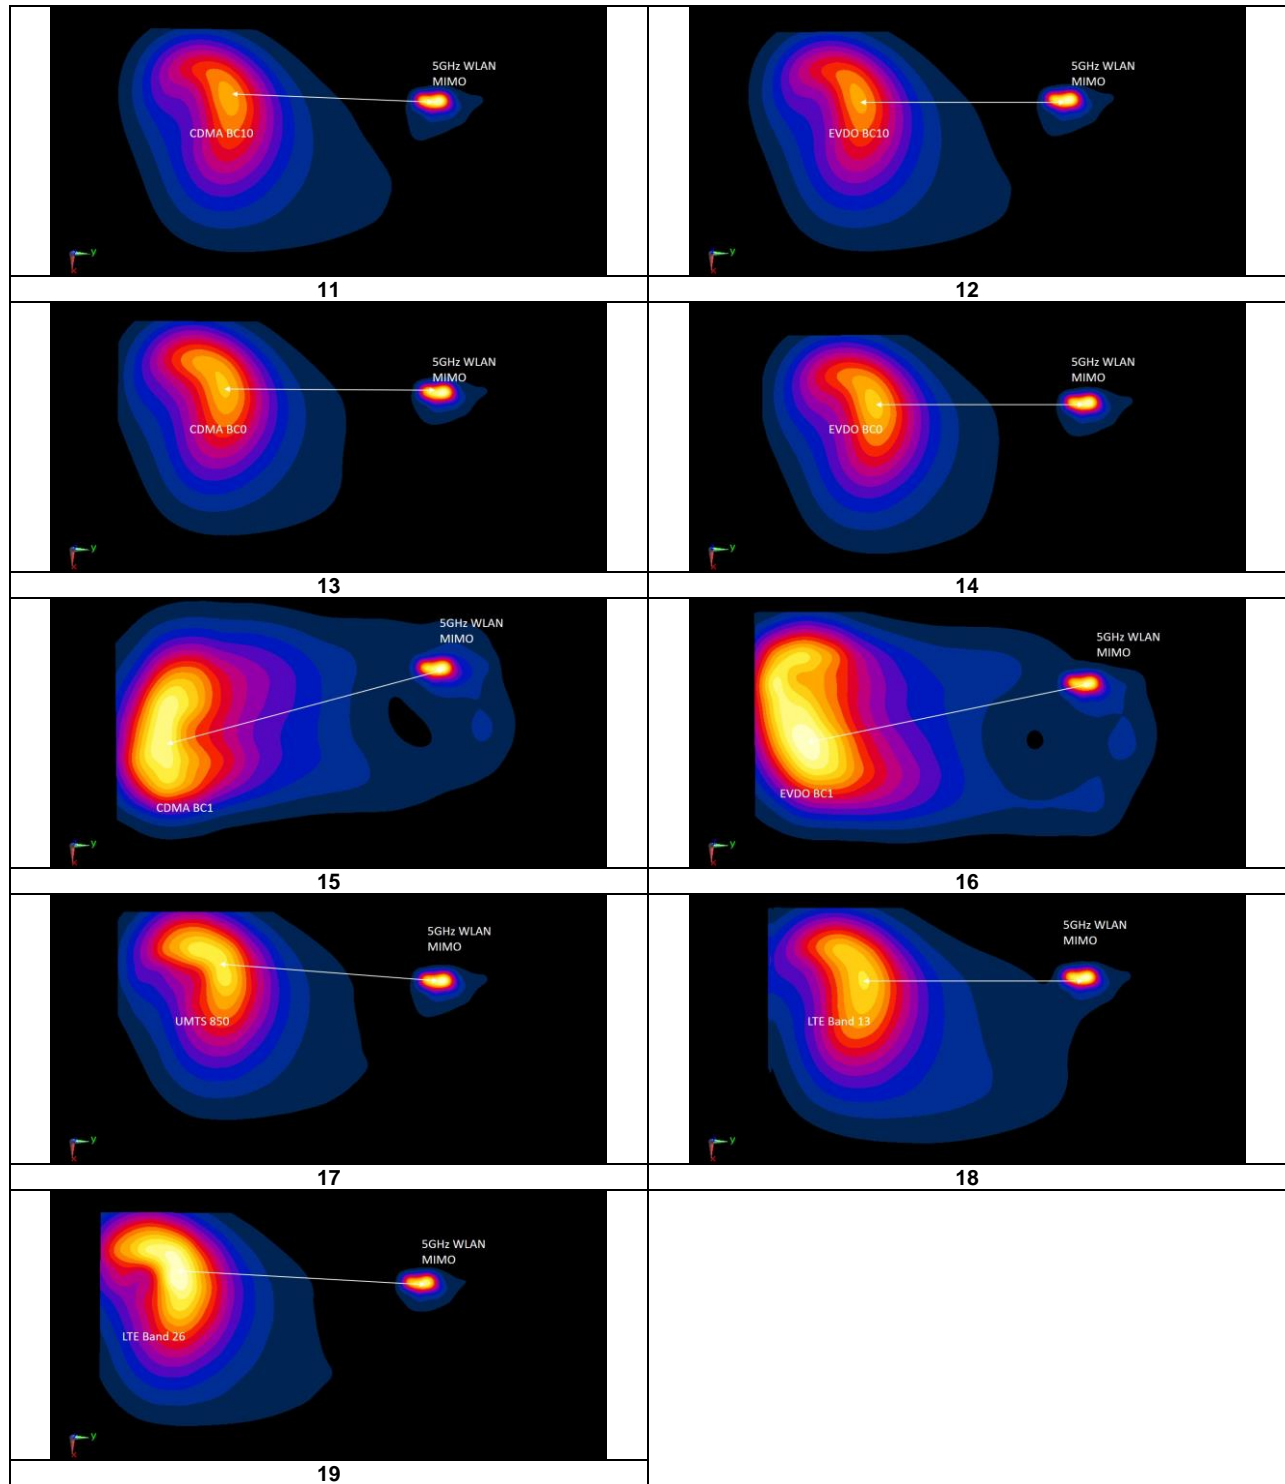 5GHz WLAN
MIMO
CDMA BC10
y
x
5GHz WLAN
MIMO
EVDO BC10
y
x
11
12
5GHz WLAN
MIMO
CDMA BC0
y
x
5GHz WLAN
MIMO
EVDO BC0
y
x
13
14
5GHz WLAN
MIMO
CDMA BC1
y
x
5GHz WLAN
MIMO
EVDO BC1
y
x
15
16
5GHz WLAN
MIMO
UMTS 850
y
x
5GHz WLAN
MIMO
LTE Band 13
y
x
17
18
5GHz WLAN
MIMO
LTE Band 26
y
x
19